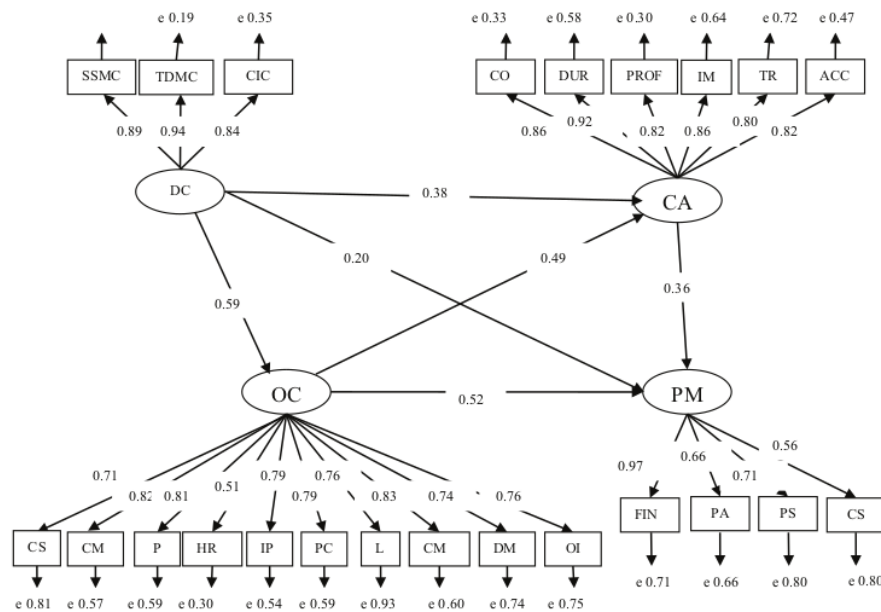 e 0.19 e 0.35 e 0.33 e 0.58 e 0.30 e 0.64 e 0.72 e 0.47
SSMC TDMC CIC CO DUR PROF IM TR ACC
0.89 0.94 0.84 0.86 0.92 0.82 0.86 0.80 0.82
DC 0.38 CA
0.20 0.49
0.59 0.36
OC 0.52 PM
0.71 0.82 0.81 0.51 0.79 0.79 0.76 0.83 0.74 0.76 0.97 0.66 0.71 0.56
FIN PA PS CS
CS CM P HR IP PC L CM DM OI
e 0.71 e 0.66 e 0.80 e 0.80
e 0.81 e 0.57 e 0.59 e 0.30 e 0.54 e 0.59 e 0.93 e 0.60 e 0.74 e 0.75